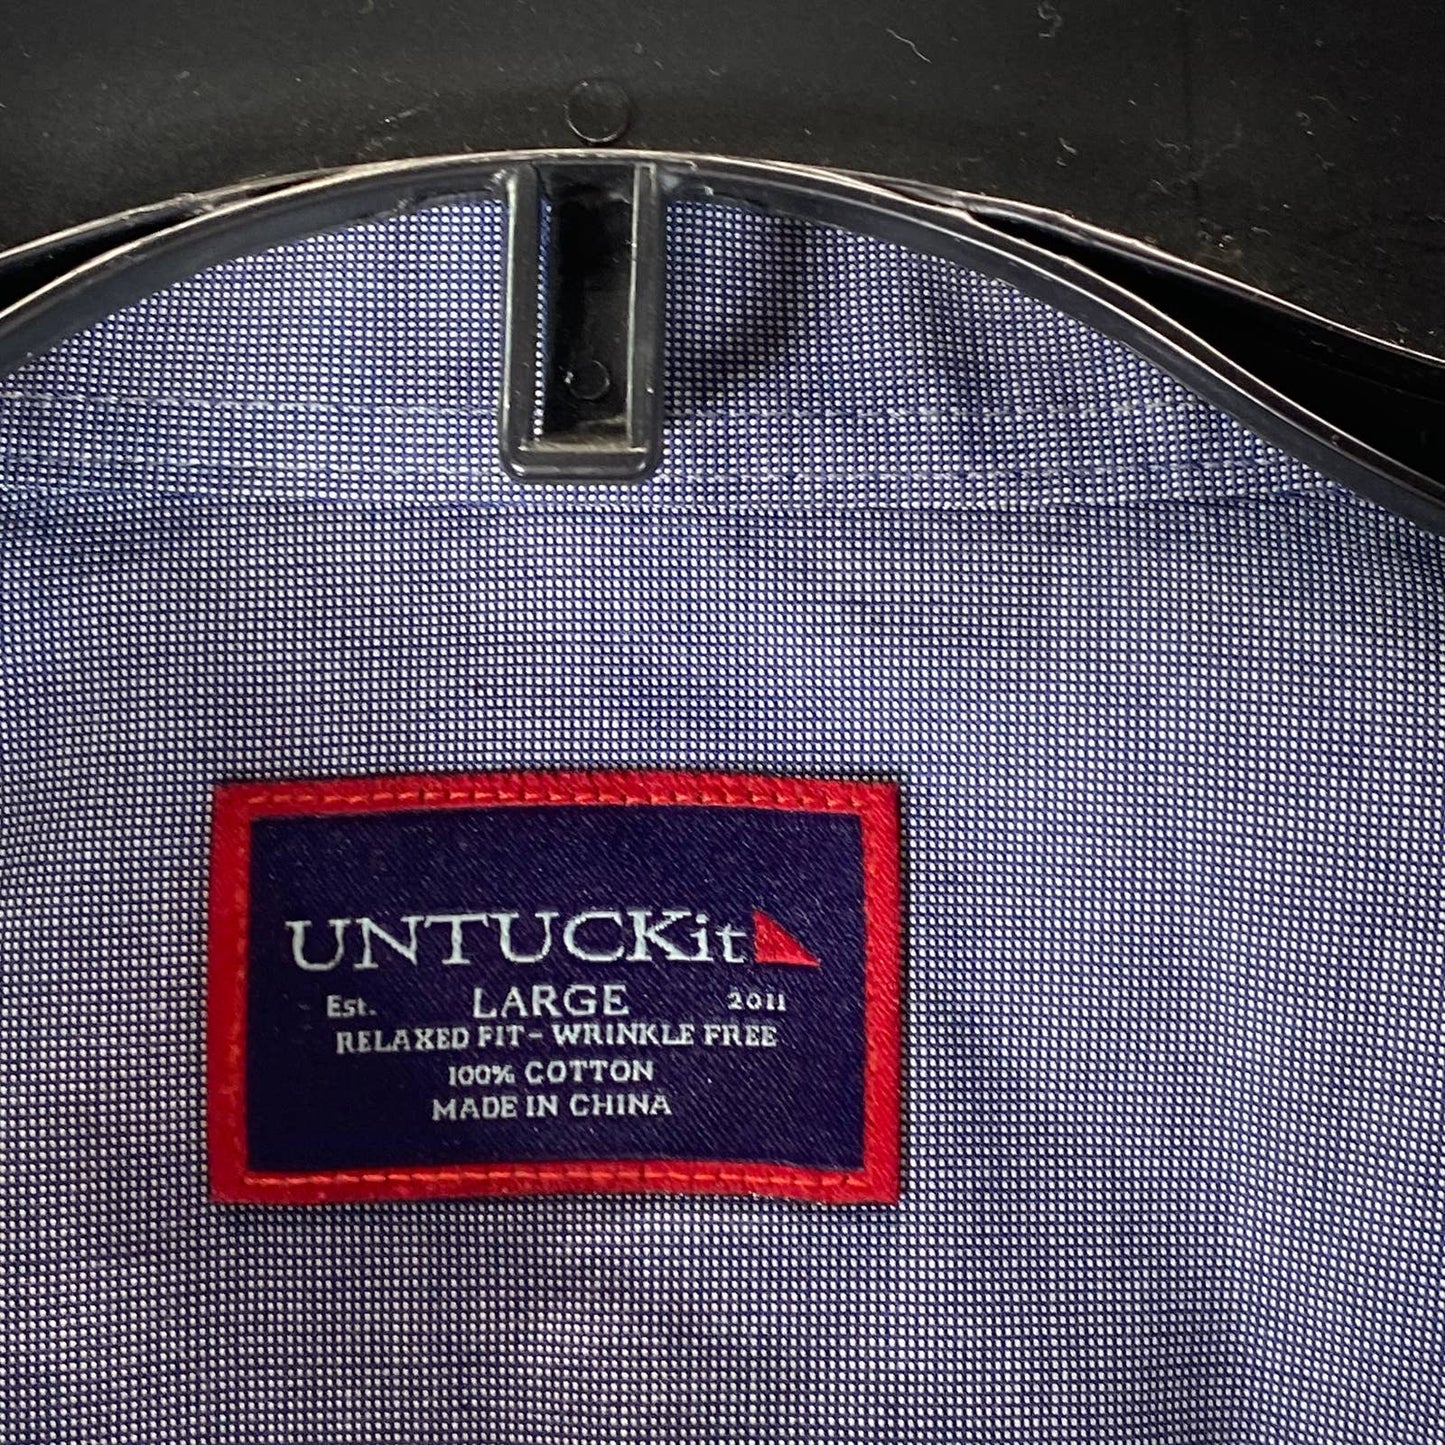 UNTUCKit
Est. LARGE 2011
RELAXED FIT - WRINKLE FREE
100% COTTON
MADE IN CHINA